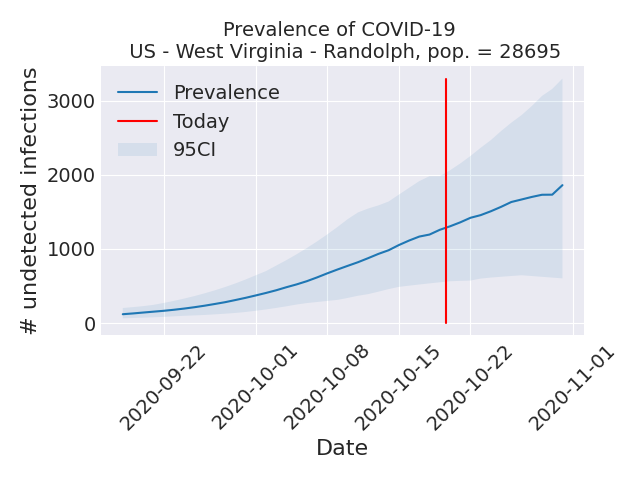 Prevalence of COVID-19
US - West Virginia - Randolph, pop. = 28695
# undetected infections
3000
2000
1000
0
Prevalence
Today
95CI
2020-09-22
2020-10-01
2020-10-08
2020-10-15
2020-10-22
2020-11-01
Date